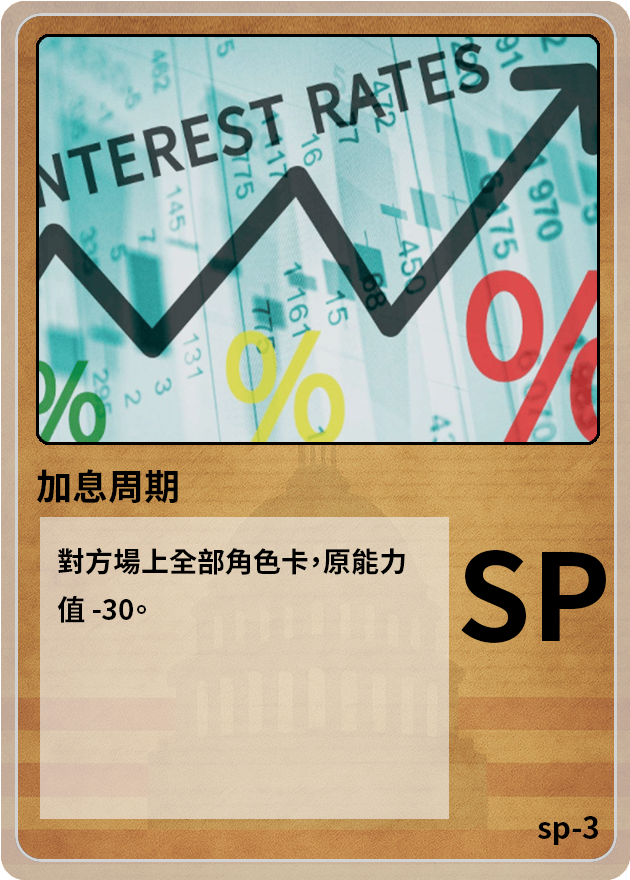 NTEREST RATES
%
%
%
加息周期
對方場上全部角色卡，原能力
值 -30。
SP
sp-3